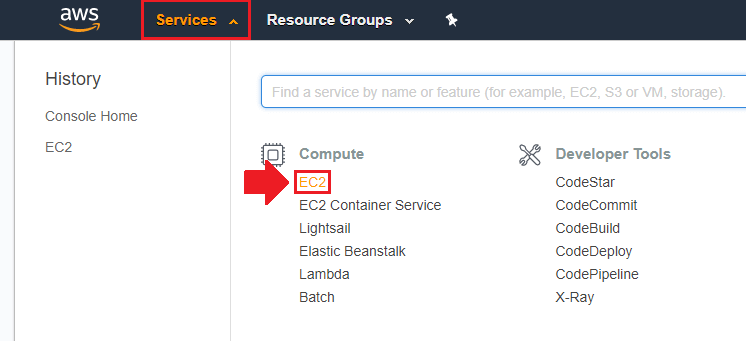 aws
Services
Resource Groups
History
Console Home
EC2
Find a service by name or feature (for example, EC2, S3 or VM, storage).
Compute
EC2
EC2 Container Service
Lightsail
Elastic Beanstalk
Lambda
Batch
Developer Tools
CodeStar
CodeCommit
CodeBuild
CodeDeploy
CodePipeline
X-Ray